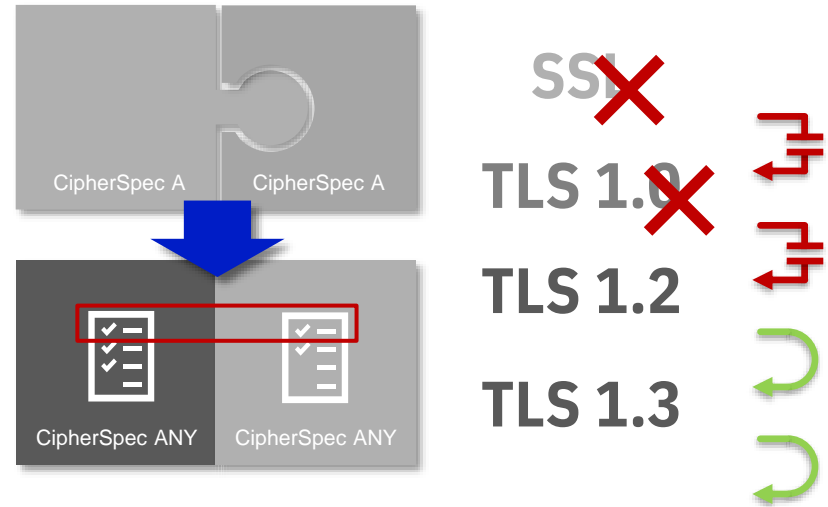 CipherSpec A
CipherSpec A
CipherSpec ANY
CipherSpec ANY
SSL
TLS 1.0
TLS 1.2
TLS 1.3